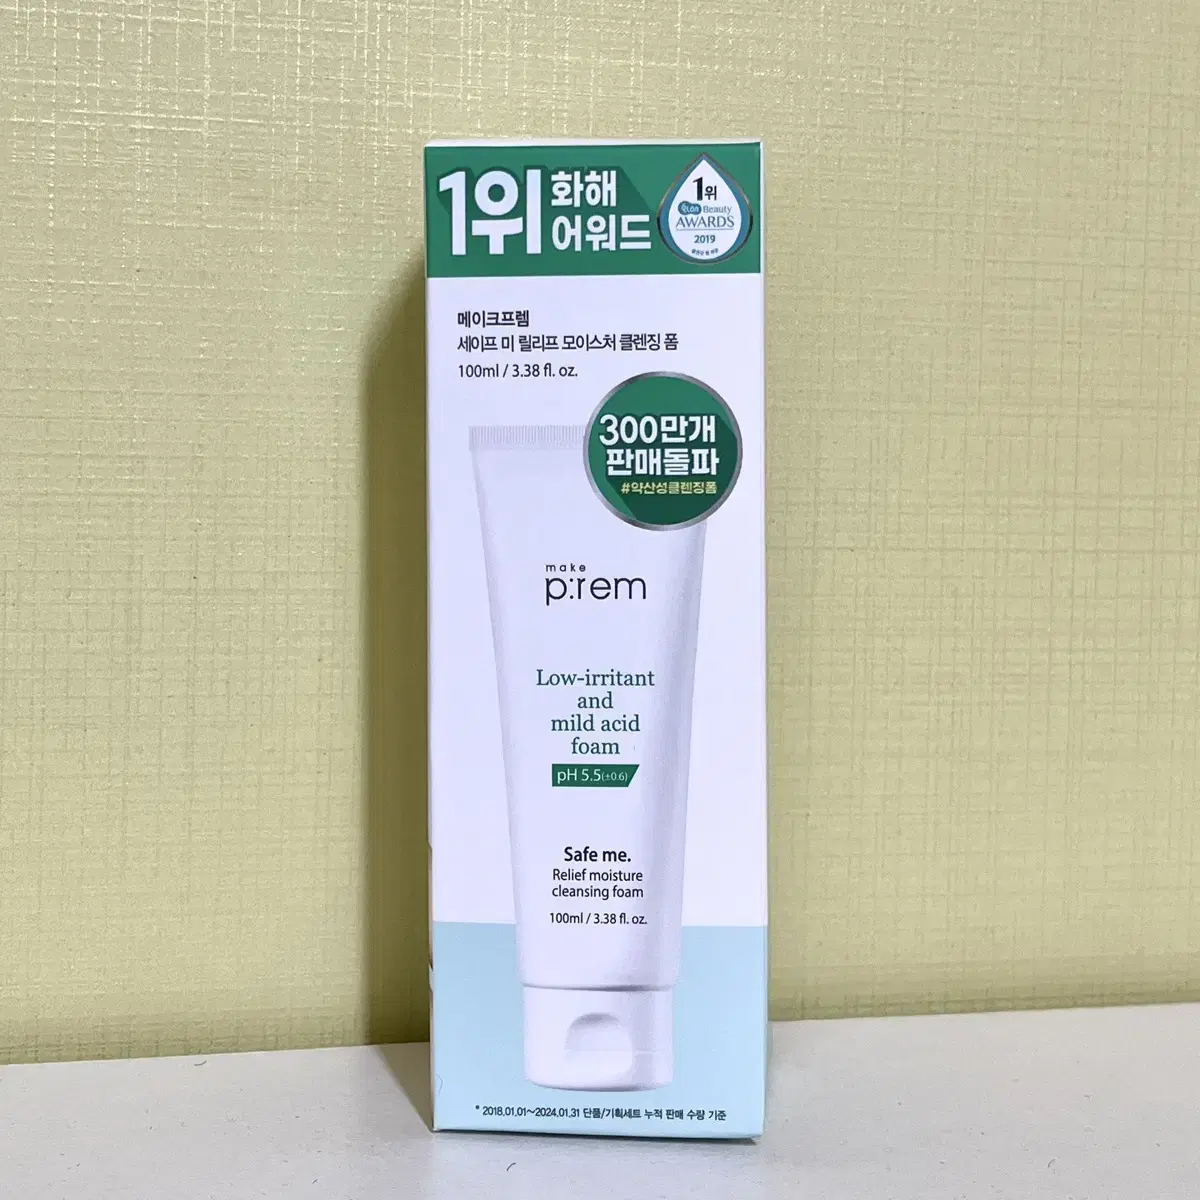 1위 화해
어워드
1위
Beauty
AWARDS
2019
메이크프렘
세이프 미 릴리프 모이스처 클렌징 폼
100ml / 3.38 fl. oz.
300만개
판매돌파
#약산성클렌징폼
make
p:rem
Low-irritant
and
mild acid
foam
pH 5.5(±0.6)
Safe me.
Relief moisture
cleansing foam
100ml / 3.38 fl. oz.
* 2018.01.01~2024.01.31 단품/기획세트 누적 판매 수량 기준